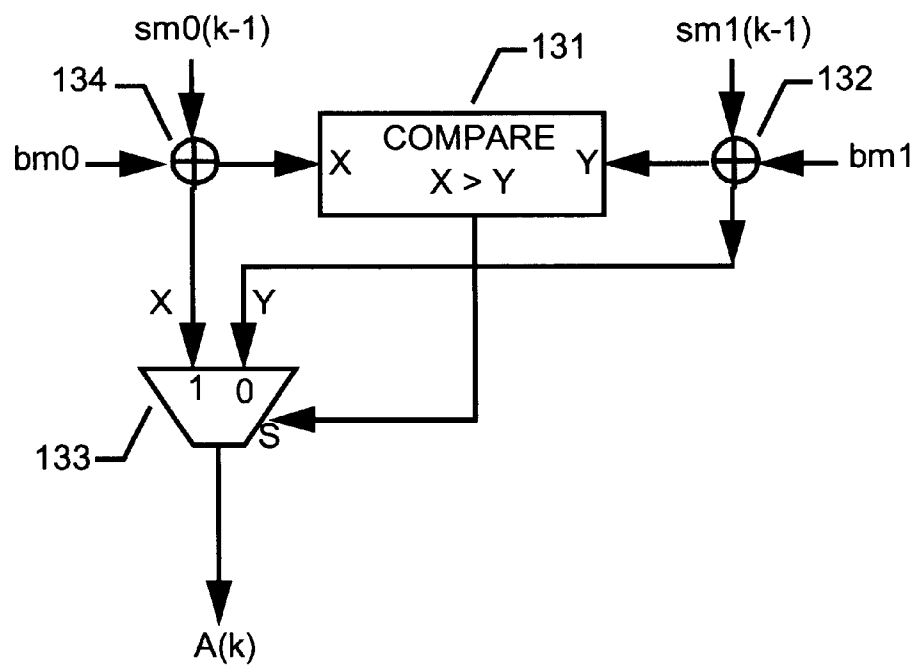 sm0(k-1)
131
sm1(k-1)
134
132
bm0
X
COMPARE
X > Y
Y
bm1
X
Y
1
0
S
133
A(k)